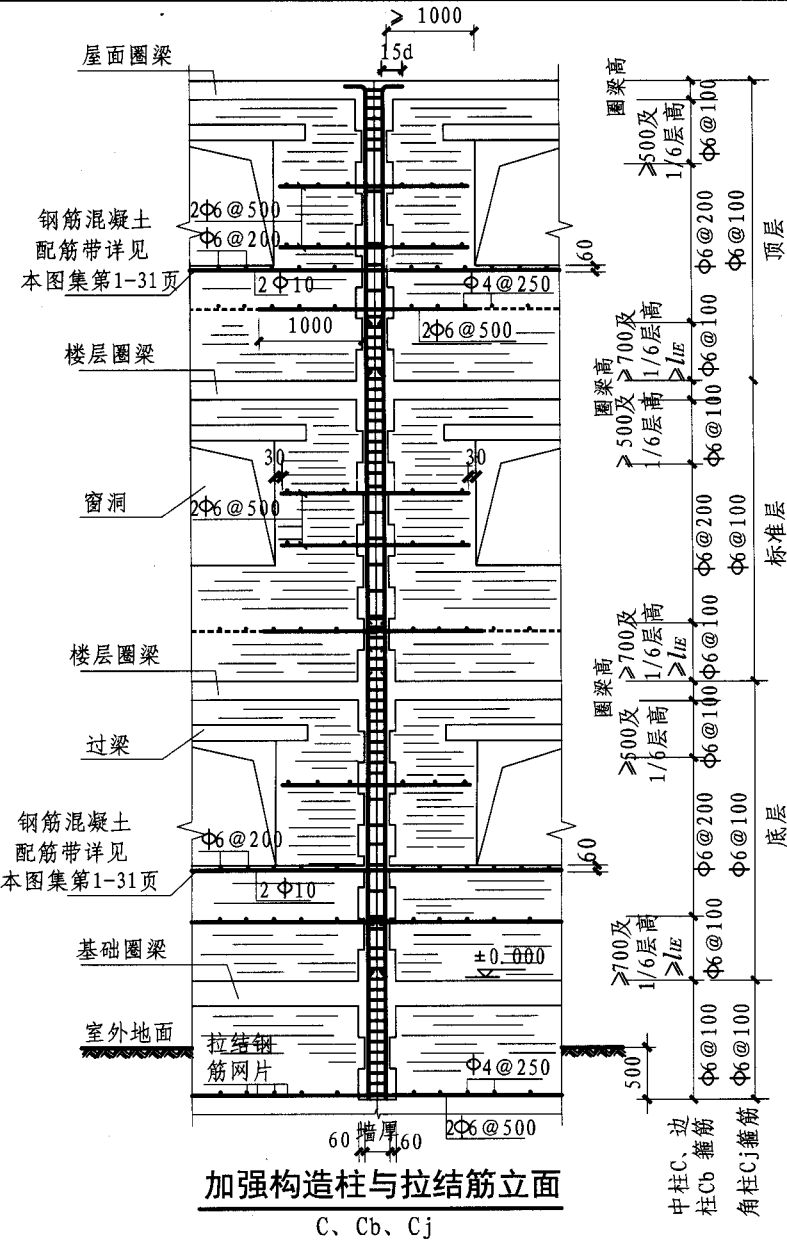 ≥1000
15d
屋面圈梁
圈梁高
≥500及
1/6层高
ϕ6@100
2ϕ6@500
ϕ6@200
钢筋混凝土
配筋带详见
本图集第1-31页
2ϕ10
ϕ4@250
60
ϕ6@200
ϕ6@100
顶层
1000
2ϕ6@500
≥700及
1/6层高
≥llE
ϕ6@100
楼层圈梁
圈梁高
≥500及
1/6层高
ϕ6@100
30
30
窗洞
2ϕ6@500
ϕ6@200
ϕ6@100
标准层
≥700及
1/6层高
≥llE
ϕ6@100
楼层圈梁
圈梁高
≥500及
1/6层高
ϕ6@100
过梁
钢筋混凝土
配筋带详见
本图集第1-31页
ϕ6@200
2ϕ10
60
ϕ6@200
ϕ6@100
底层
≥700及
1/6层高
≥llE
ϕ6@100
基础圈梁
±0.000
室外地面
拉结钢
筋网片
ϕ4@250
500
ϕ6@100
ϕ6@100
2ϕ6@500
墙厚
60
60
中柱C、边
柱Cb 箍筋
角柱Cj箍筋
加强构造柱与拉结筋立面
C、Cb、Cj